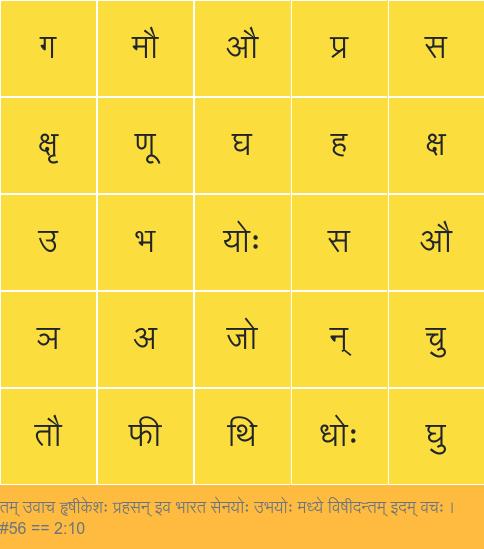 ग मौ औ प्र स
क्षृ णू घ ह क्ष
उ भ योः स औ
ञ अ जो न् चु
तौ फी थि धोः घु
तम् उवाच हृषीकेशः प्रहसन् इव भारत सेनयोः उभयोः मध्ये विषीदन्तम् इदम् वचः ।
#56 == 2:10